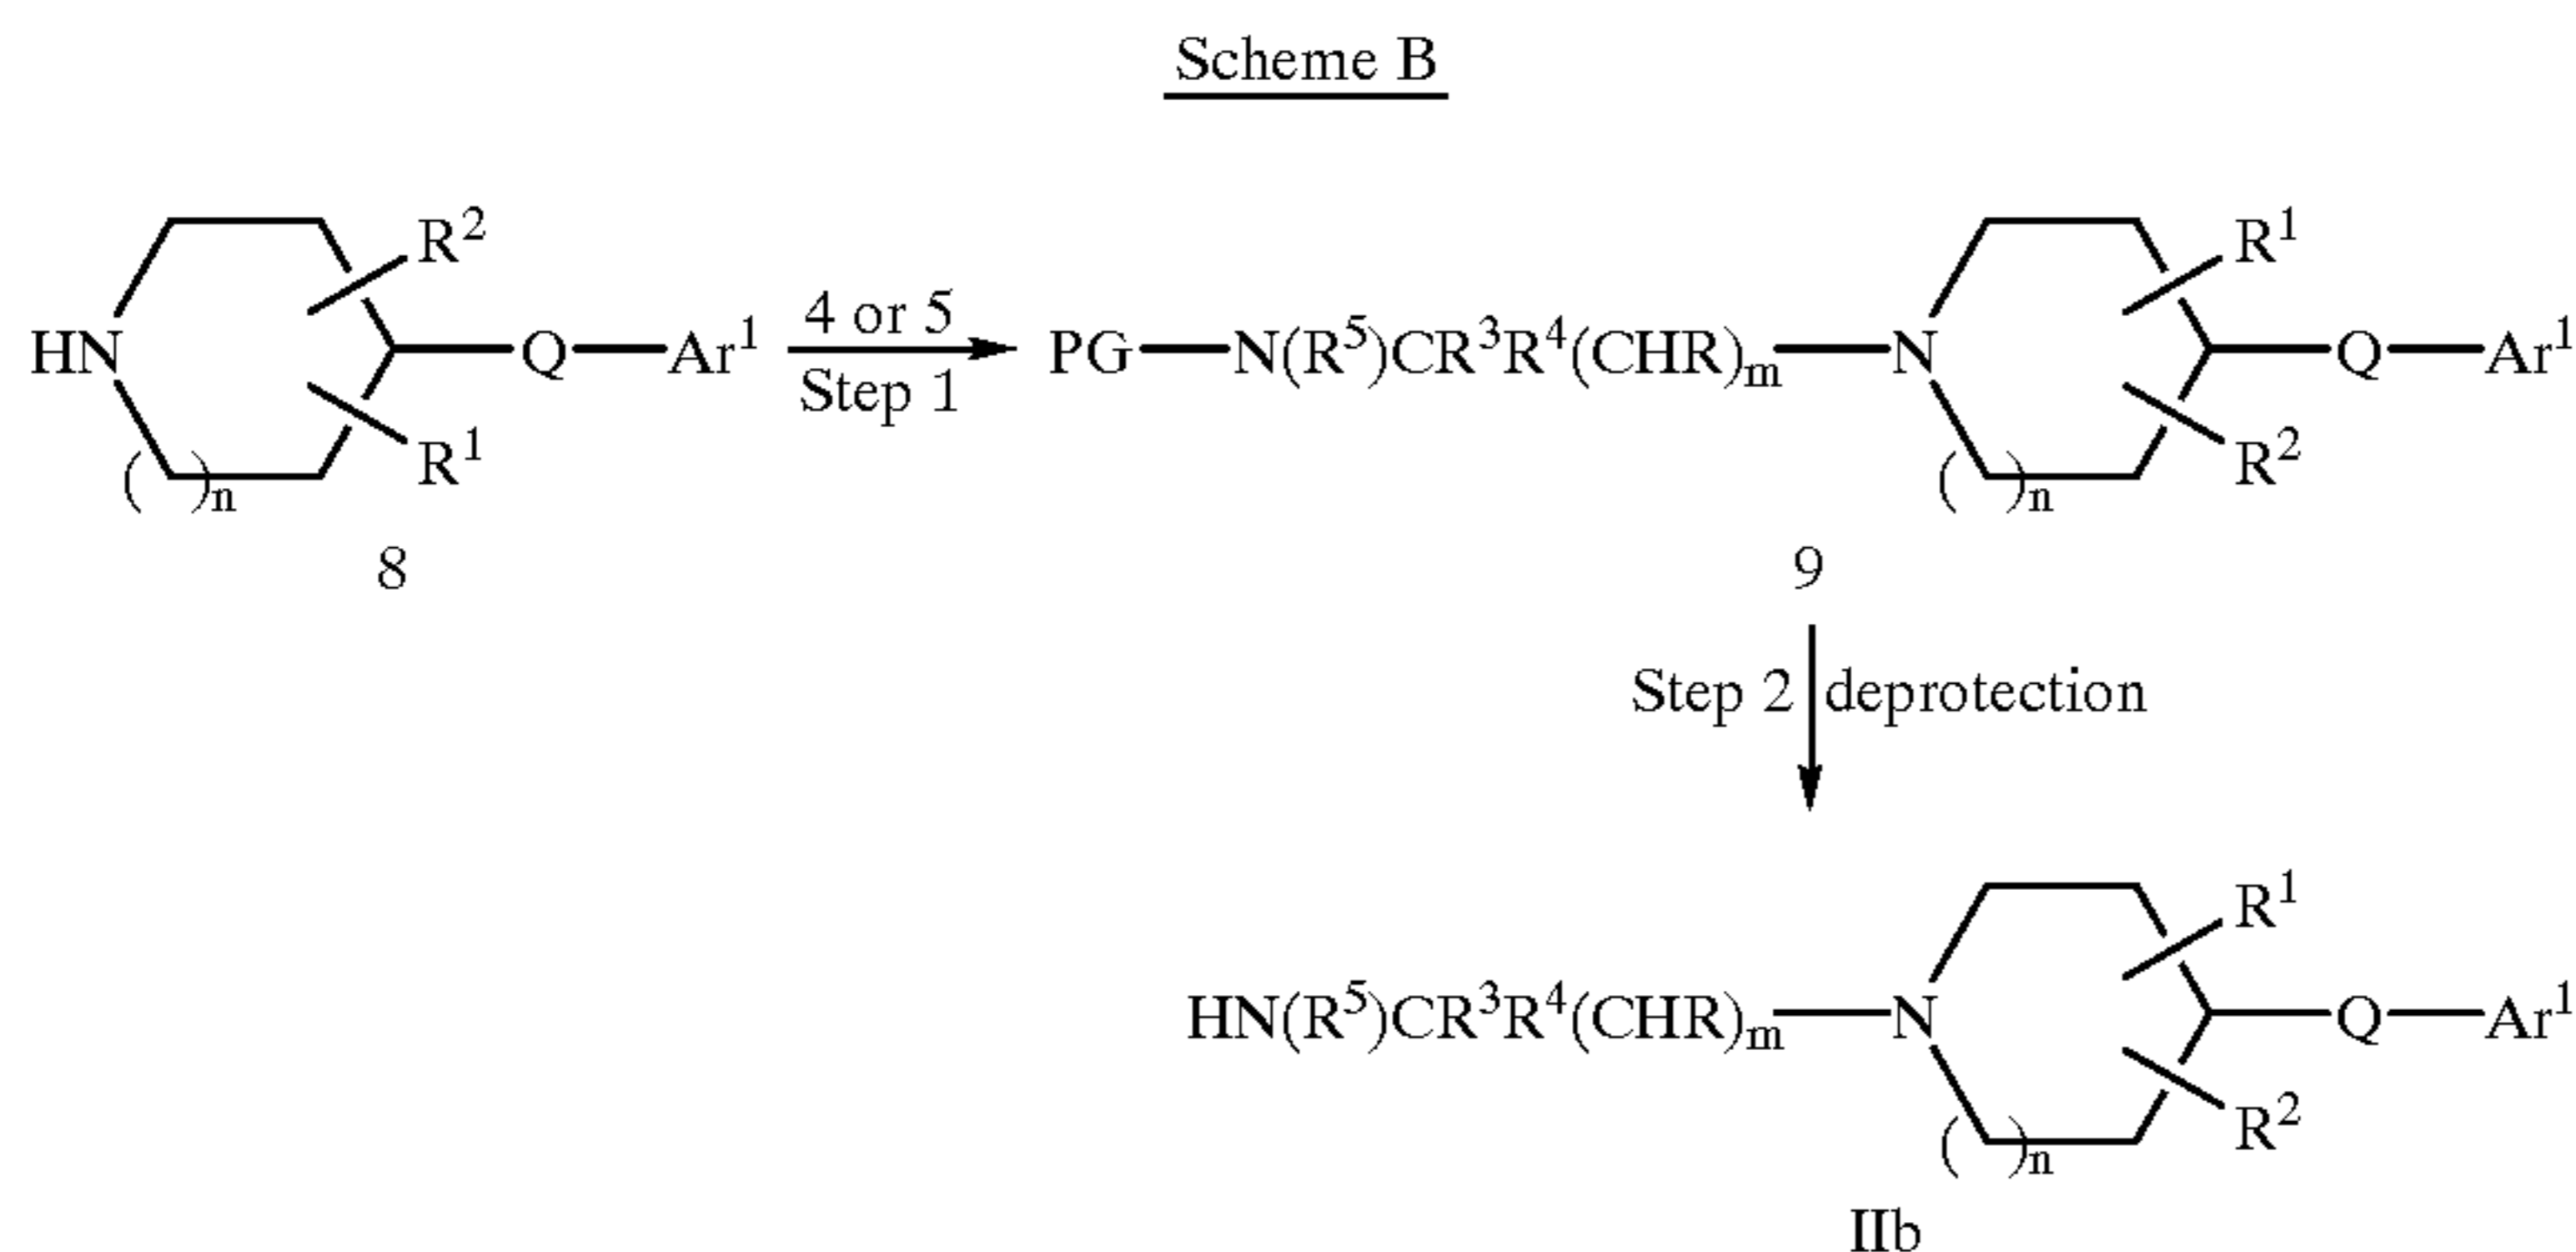 Scheme B
R²
HN
Q
Ar¹
R¹
( )n
8
4 or 5
Step 1
PG—N(R⁵)CR³R⁴(CHR)m—N
R¹
Q
Ar¹
R²
( )n
9
Step 2 deprotection
HN(R⁵)CR³R⁴(CHR)m—N
R¹
Q
Ar¹
R²
( )n
IIb